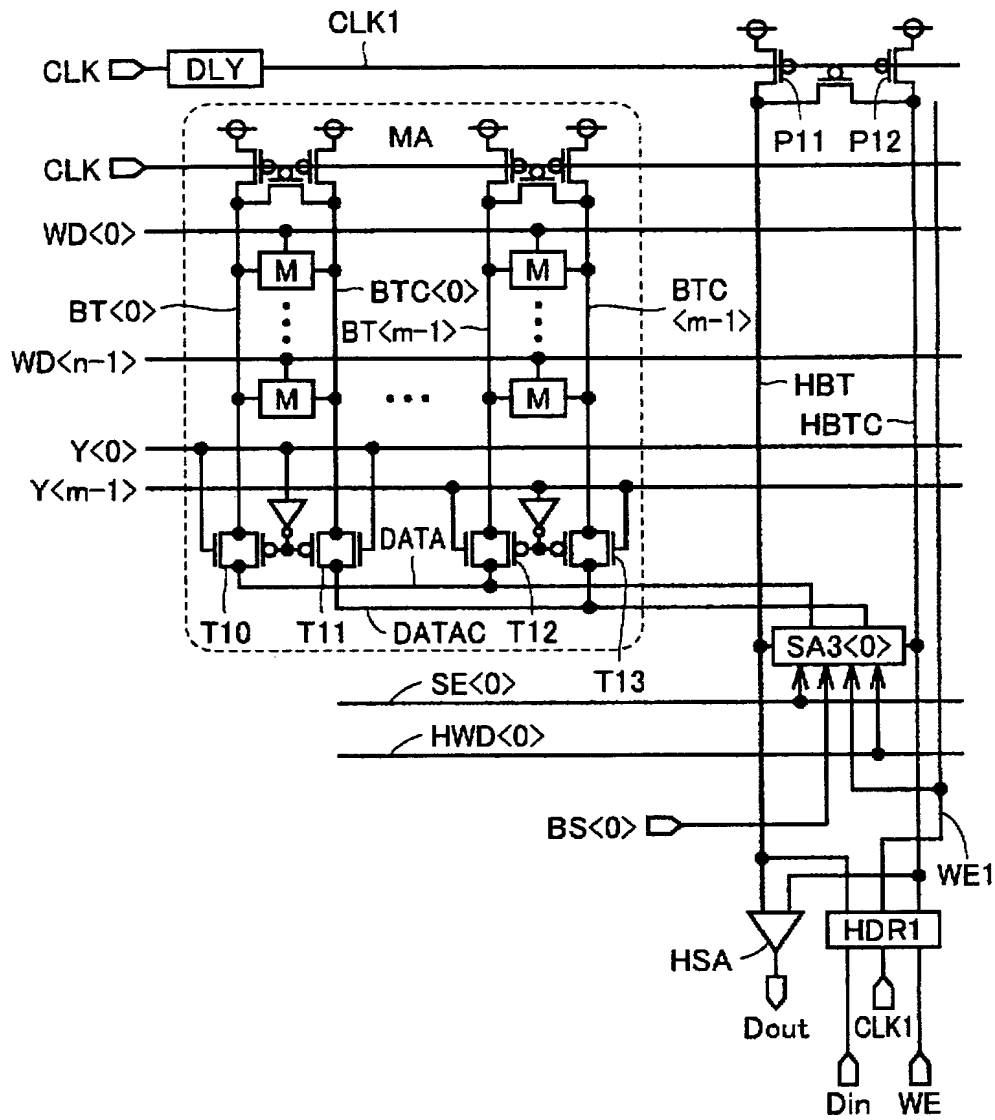 CLK1
CLK DLY
P11 P12
MA
CLK
WD<0>
M M
BT<0> BTC<0> BT<m-1> BTC
<m-1>
WD<n-1>
M M
HBT
HBTC
Y<0>
Y<m-1>
DATA
T10 T11 DATAC T12 T13
SA3<0>
SE<0>
HWD<0>
BS<0>
WE1
HDR1
HSA
Dout CLK1
Din WE